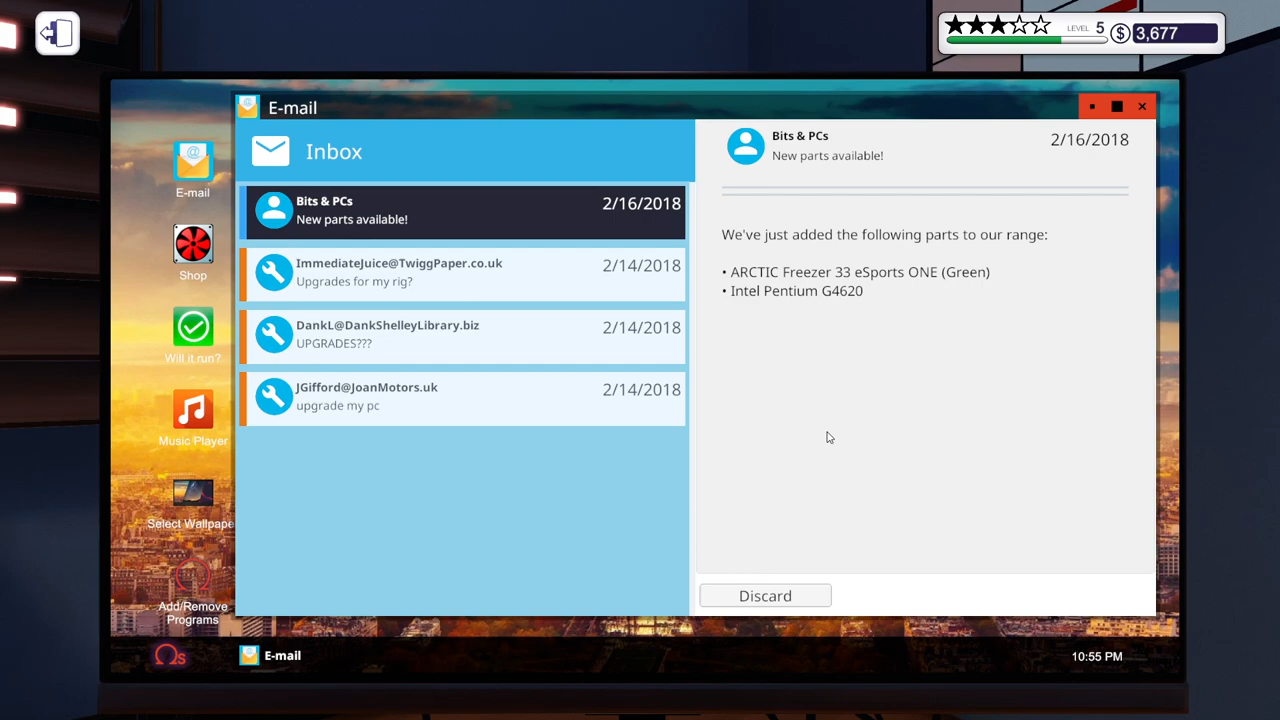 LEVEL 5
$ 3,677
E-mail
Inbox
Bits & PCs
2/16/2018
New parts available!
ImmediateJuice@TwiggPaper.co.uk
2/14/2018
Upgrades for my rig?
DankL@DankShelleyLibrary.biz
2/14/2018
UPGRADES???
JGifford@JoanMotors.uk
2/14/2018
upgrade my pc
Bits & PCs
2/16/2018
New parts available!
We've just added the following parts to our range:
• ARCTIC Freezer 33 eSports ONE (Green)
• Intel Pentium G4620
Discard
E-mail
Shop
Will it run?
Music Player
Select Wallpape
Add/Remove
Programs
Ωs
E-mail
10:55 PM